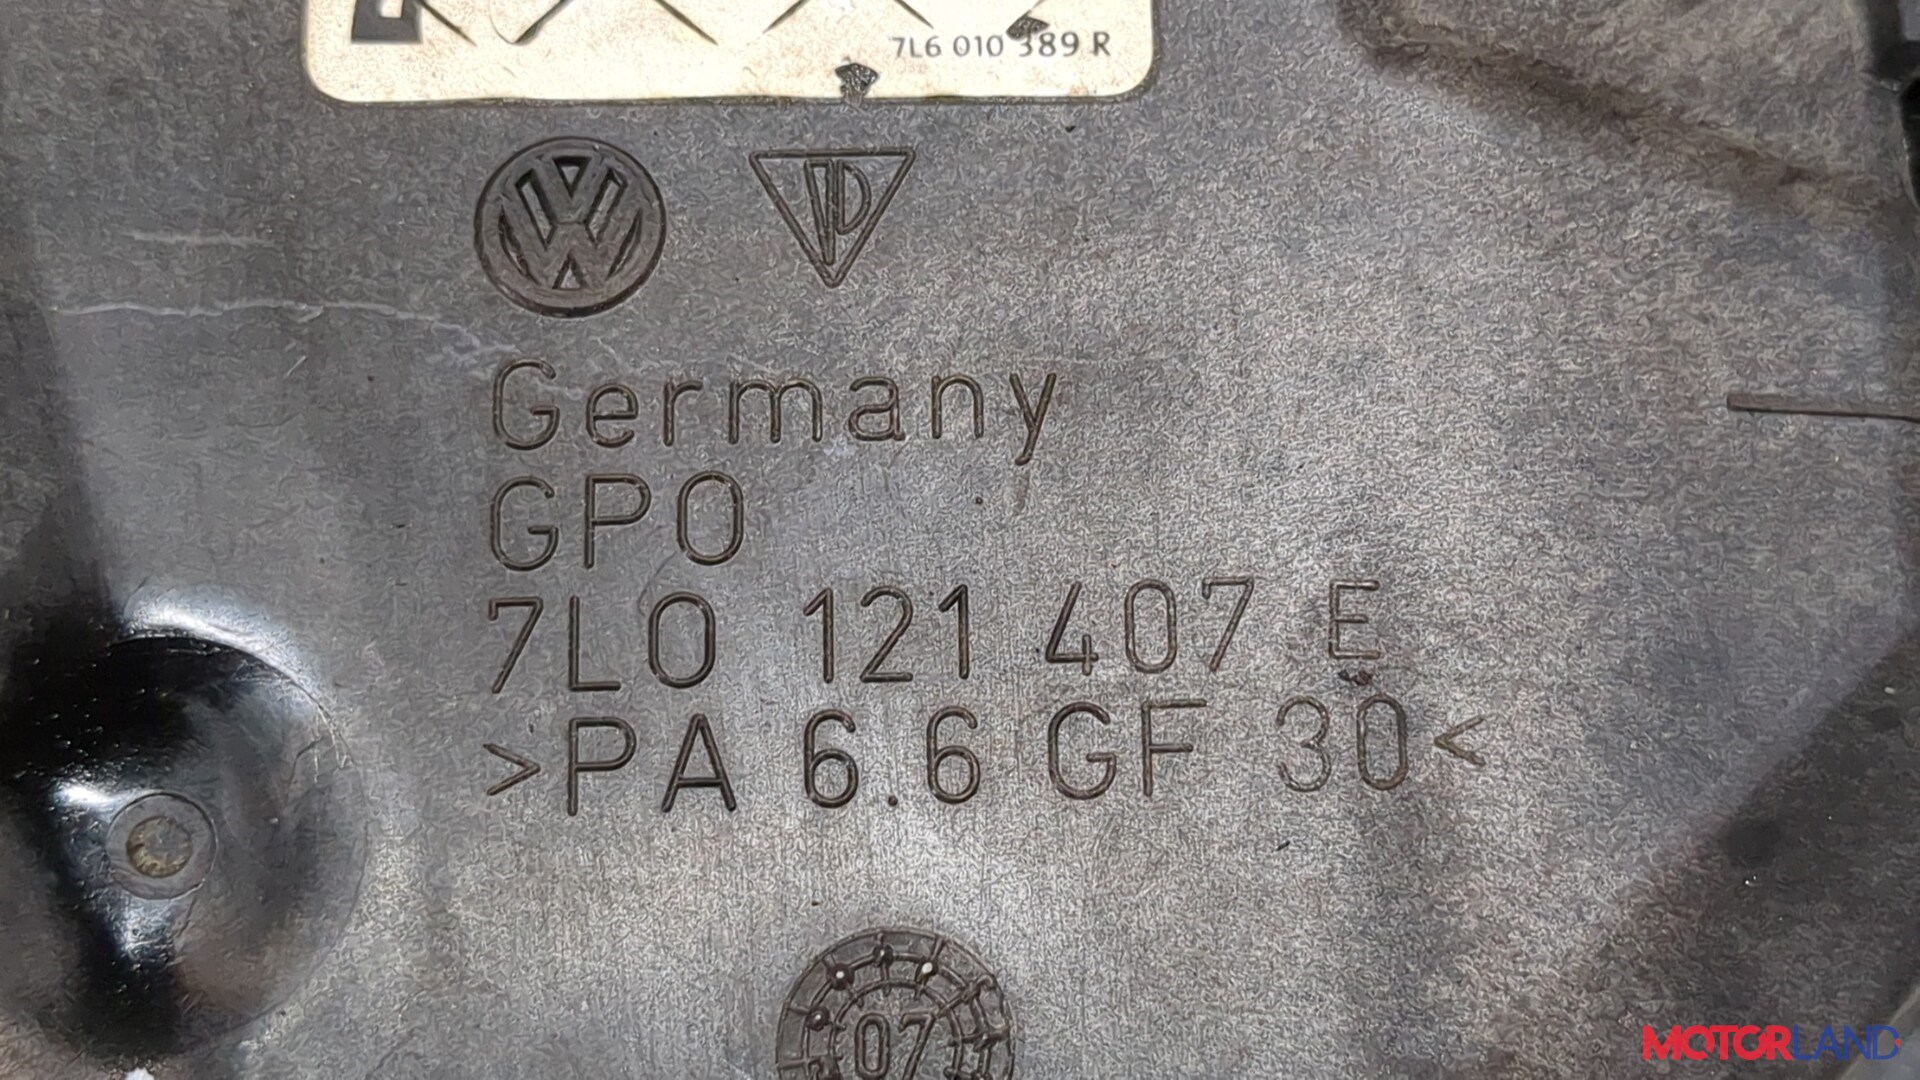 7L6 010 389 R
Germany
GPO
7L0 121 407 E
>PA 6.6 GF 30<
07
MOTORLAND